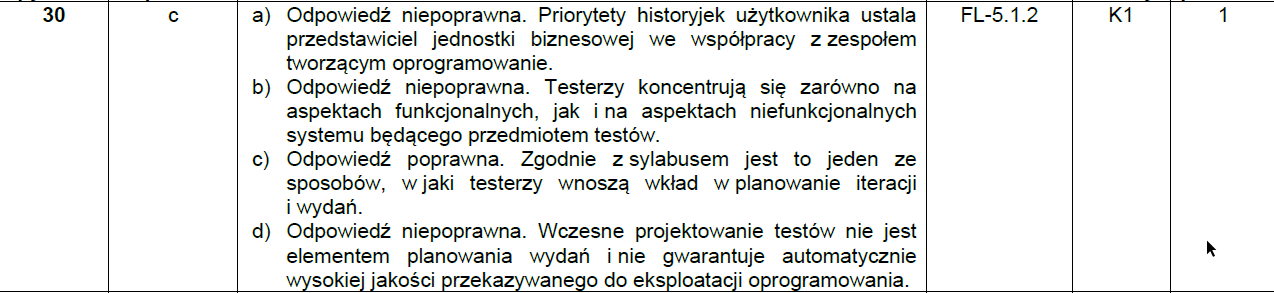 30 c a) Odpowiedź niepoprawna. Priorytety historyjek użytkownika ustala FL-5.1.2 K1 1
przedstawiciel jednostki biznesowej we współpracy z zespołem
tworzącym oprogramowanie.
b) Odpowiedź niepoprawna. Testerzy koncentrują się zarówno na
aspektach funkcjonalnych, jak i na aspektach niefunkcjonalnych
systemu będącego przedmiotem testów.
c) Odpowiedź poprawna. Zgodnie z sylabusem jest to jeden ze
sposobów, w jaki testerzy wnoszą wkład w planowanie iteracji
i wydań.
d) Odpowiedź niepoprawna. Wczesne projektowanie testów nie jest
elementem planowania wydań i nie gwarantuje automatycznie
wysokiej jakości przekazywanego do eksploatacji oprogramowania.